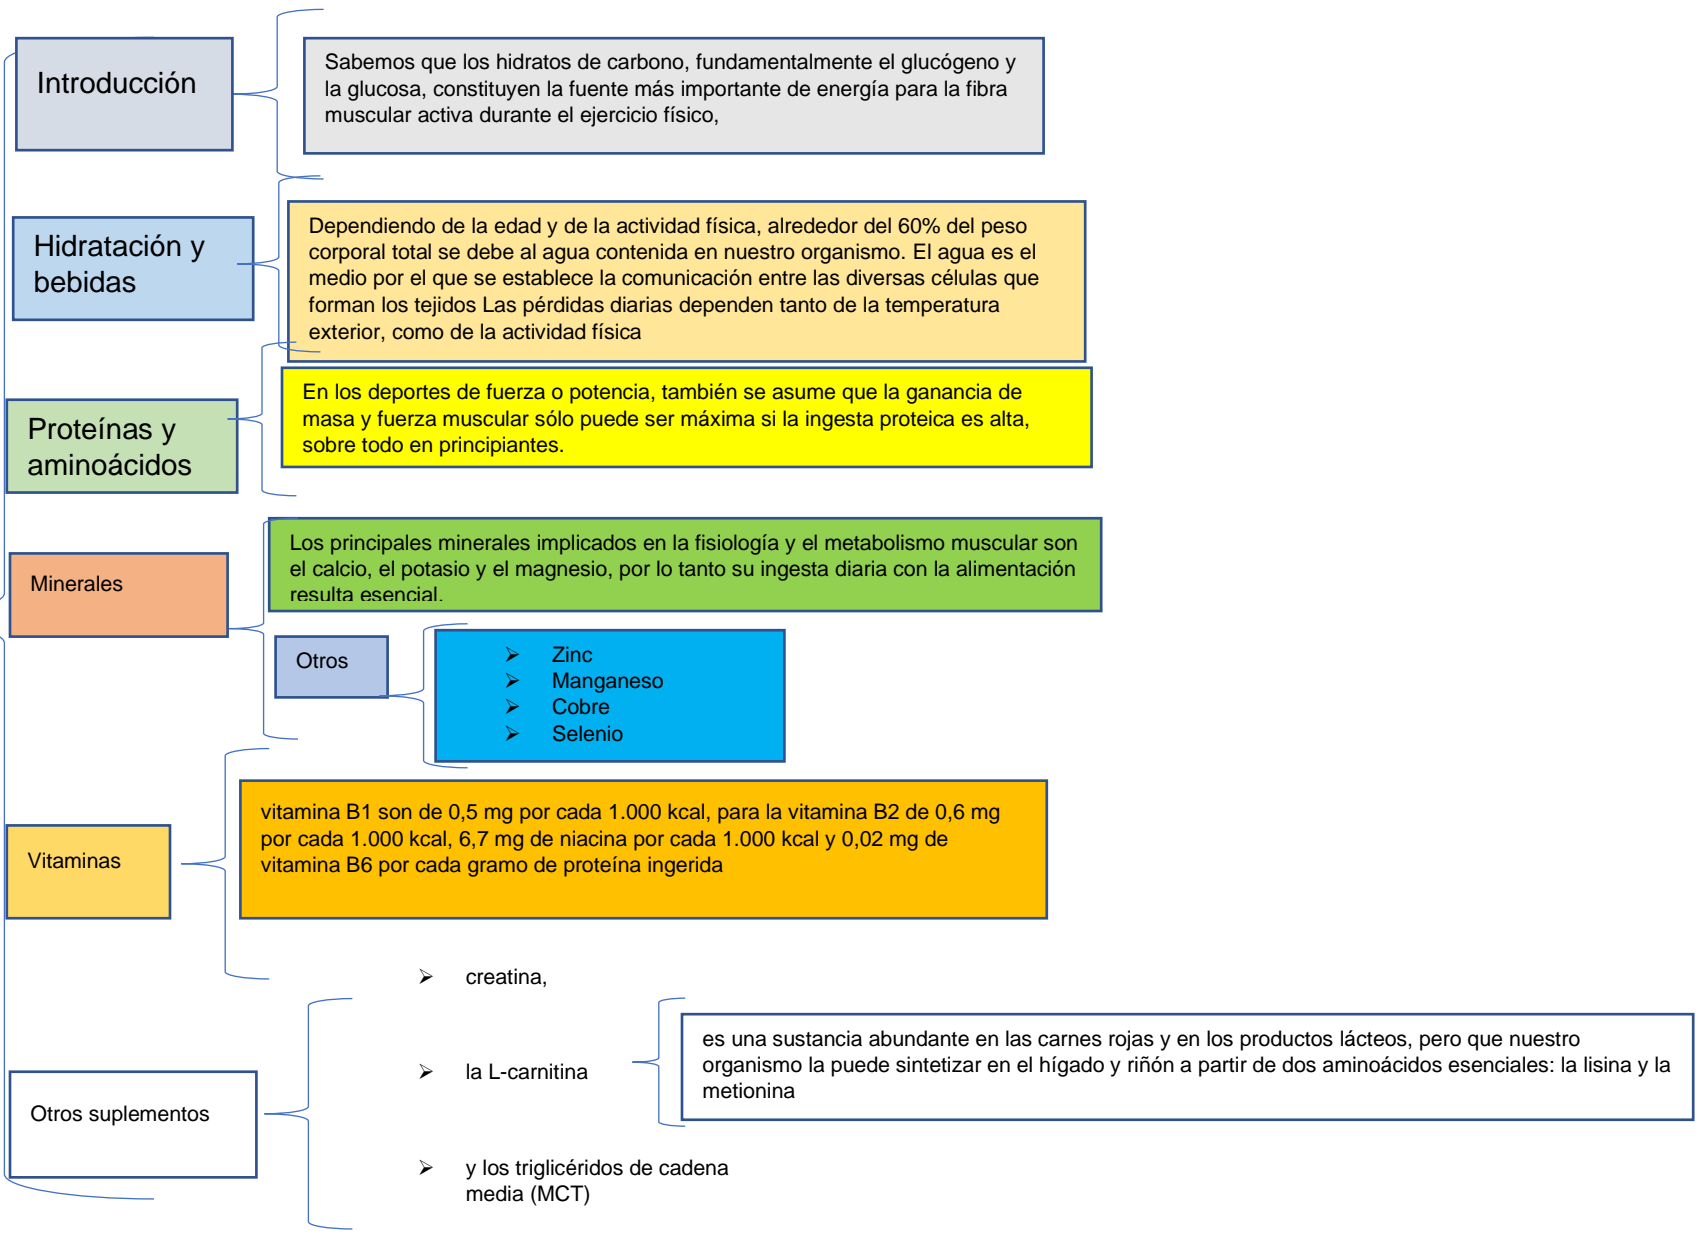 Introducción
Sabemos que los hidratos de carbono, fundamentalmente el glucógeno y
la glucosa, constituyen la fuente más importante de energía para la fibra
muscular activa durante el ejercicio físico,
Hidratación y
bebidas
Dependiendo de la edad y de la actividad física, alrededor del 60% del peso
corporal total se debe al agua contenida en nuestro organismo. El agua es el
medio por el que se establece la comunicación entre las diversas células que
forman los tejidos Las pérdidas diarias dependen tanto de la temperatura
exterior, como de la actividad física
Proteínas y
aminoácidos
En los deportes de fuerza o potencia, también se asume que la ganancia de
masa y fuerza muscular sólo puede ser máxima si la ingesta proteica es alta,
sobre todo en principiantes.
Minerales
Los principales minerales implicados en la fisiología y el metabolismo muscular son
el calcio, el potasio y el magnesio, por lo tanto su ingesta diaria con la alimentación
resulta esencial.
Otros
➢ Zinc
➢ Manganeso
➢ Cobre
➢ Selenio
Vitaminas
vitamina B1 son de 0,5 mg por cada 1.000 kcal, para la vitamina B2 de 0,6 mg
por cada 1.000 kcal, 6,7 mg de niacina por cada 1.000 kcal y 0,02 mg de
vitamina B6 por cada gramo de proteína ingerida
Otros suplementos
➢ creatina,
➢ la L-carnitina
es una sustancia abundante en las carnes rojas y en los productos lácteos, pero que nuestro
organismo la puede sintetizar en el hígado y riñón a partir de dos aminoácidos esenciales: la lisina y la
metionina
➢ y los triglicéridos de cadena
media (MCT)